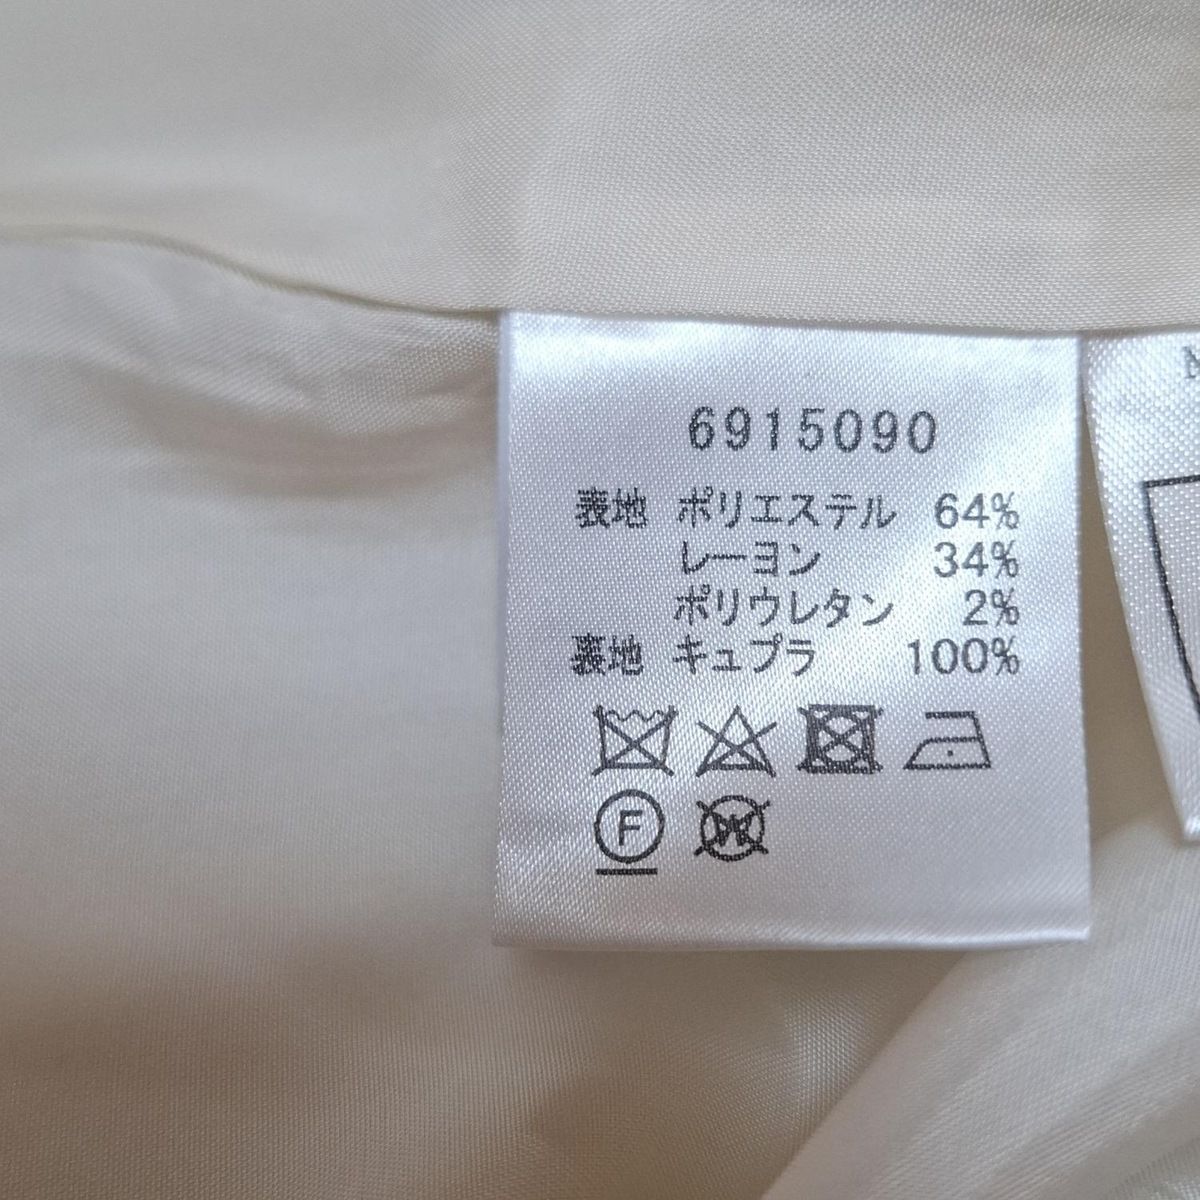 6915090
表地 ポリエステル 64%
レーヨン 34%
ポリウレタン 2%
裏地 キュプラ 100%
F
W